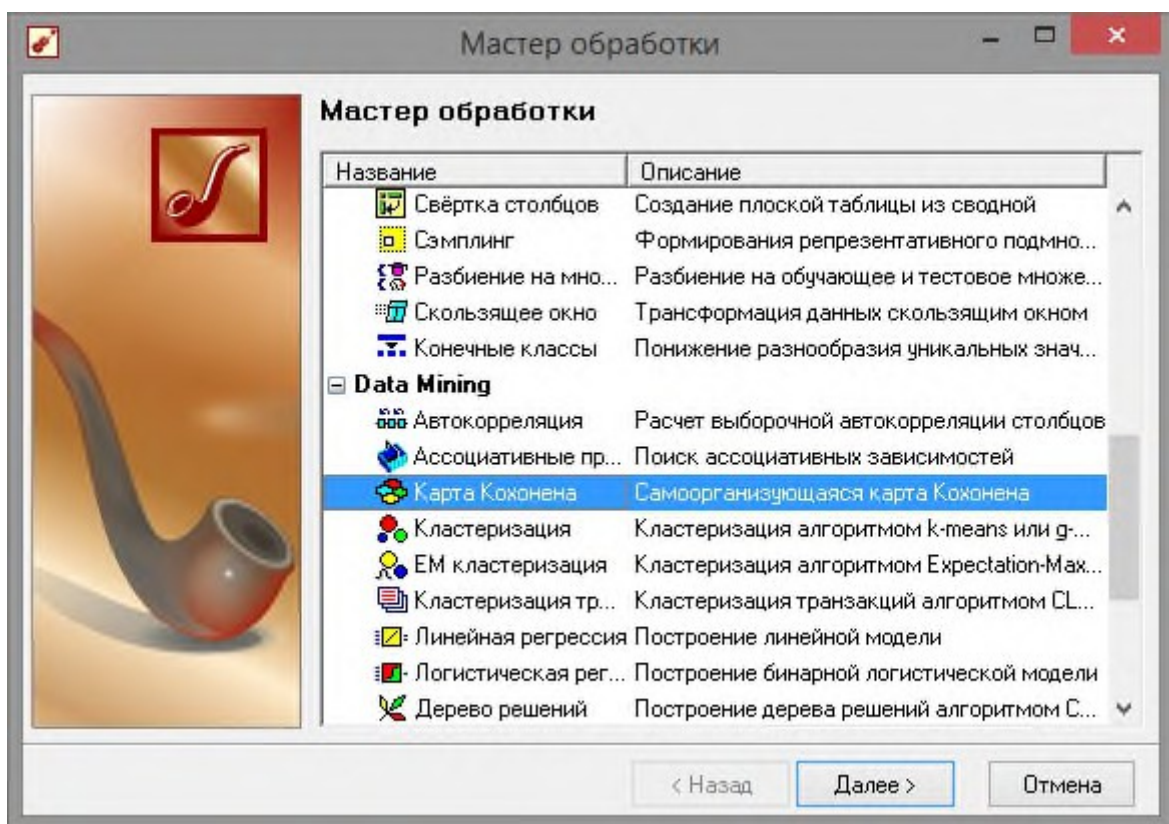 Мастер обработки
Мастер обработки
Название Описание
Свёртка столбцов Создание плоской таблицы из сводной
Сэмплинг Формирования репрезентативного подмно...
Разбиение на мно... Разбиение на обучающее и тестовое множе...
Скользящее окно Трансформация данных скользящим окном
Конечные классы Понижение разнообразия уникальных знач...
Data Mining
Автокорреляция Расчет выборочной автокорреляции столбцов
Ассоциативные пр... Поиск ассоциативных зависимостей
Карта Кохонена Самоорганизующаяся карта Кохонена
Кластеризация Кластеризация алгоритмом k-means или g-...
EM кластеризация Кластеризация алгоритмом Expectation-Max...
Кластеризация тр... Кластеризация транзакций алгоритмом CL...
Линейная регрессия Построение линейной модели
Логистическая рег... Построение бинарной логистической модели
Дерево решений Построение дерева решений алгоритмом C...
< Назад Далее > Отмена